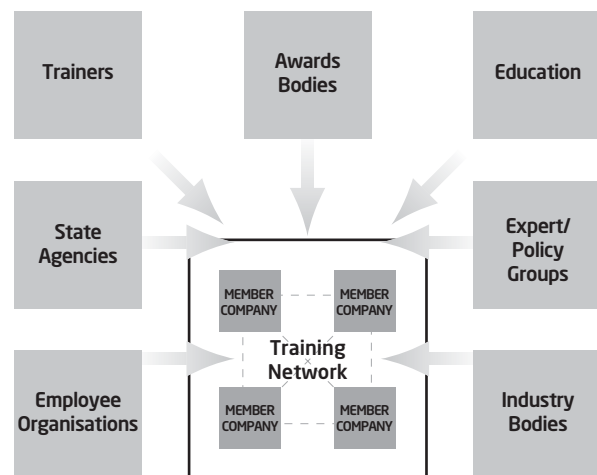 Trainers
Awards
Bodies
Education
State
Agencies
Expert/
Policy
Groups
MEMBER
COMPANY
MEMBER
COMPANY
Training
Network
Employee
Organisations
MEMBER
COMPANY
MEMBER
COMPANY
Industry
Bodies